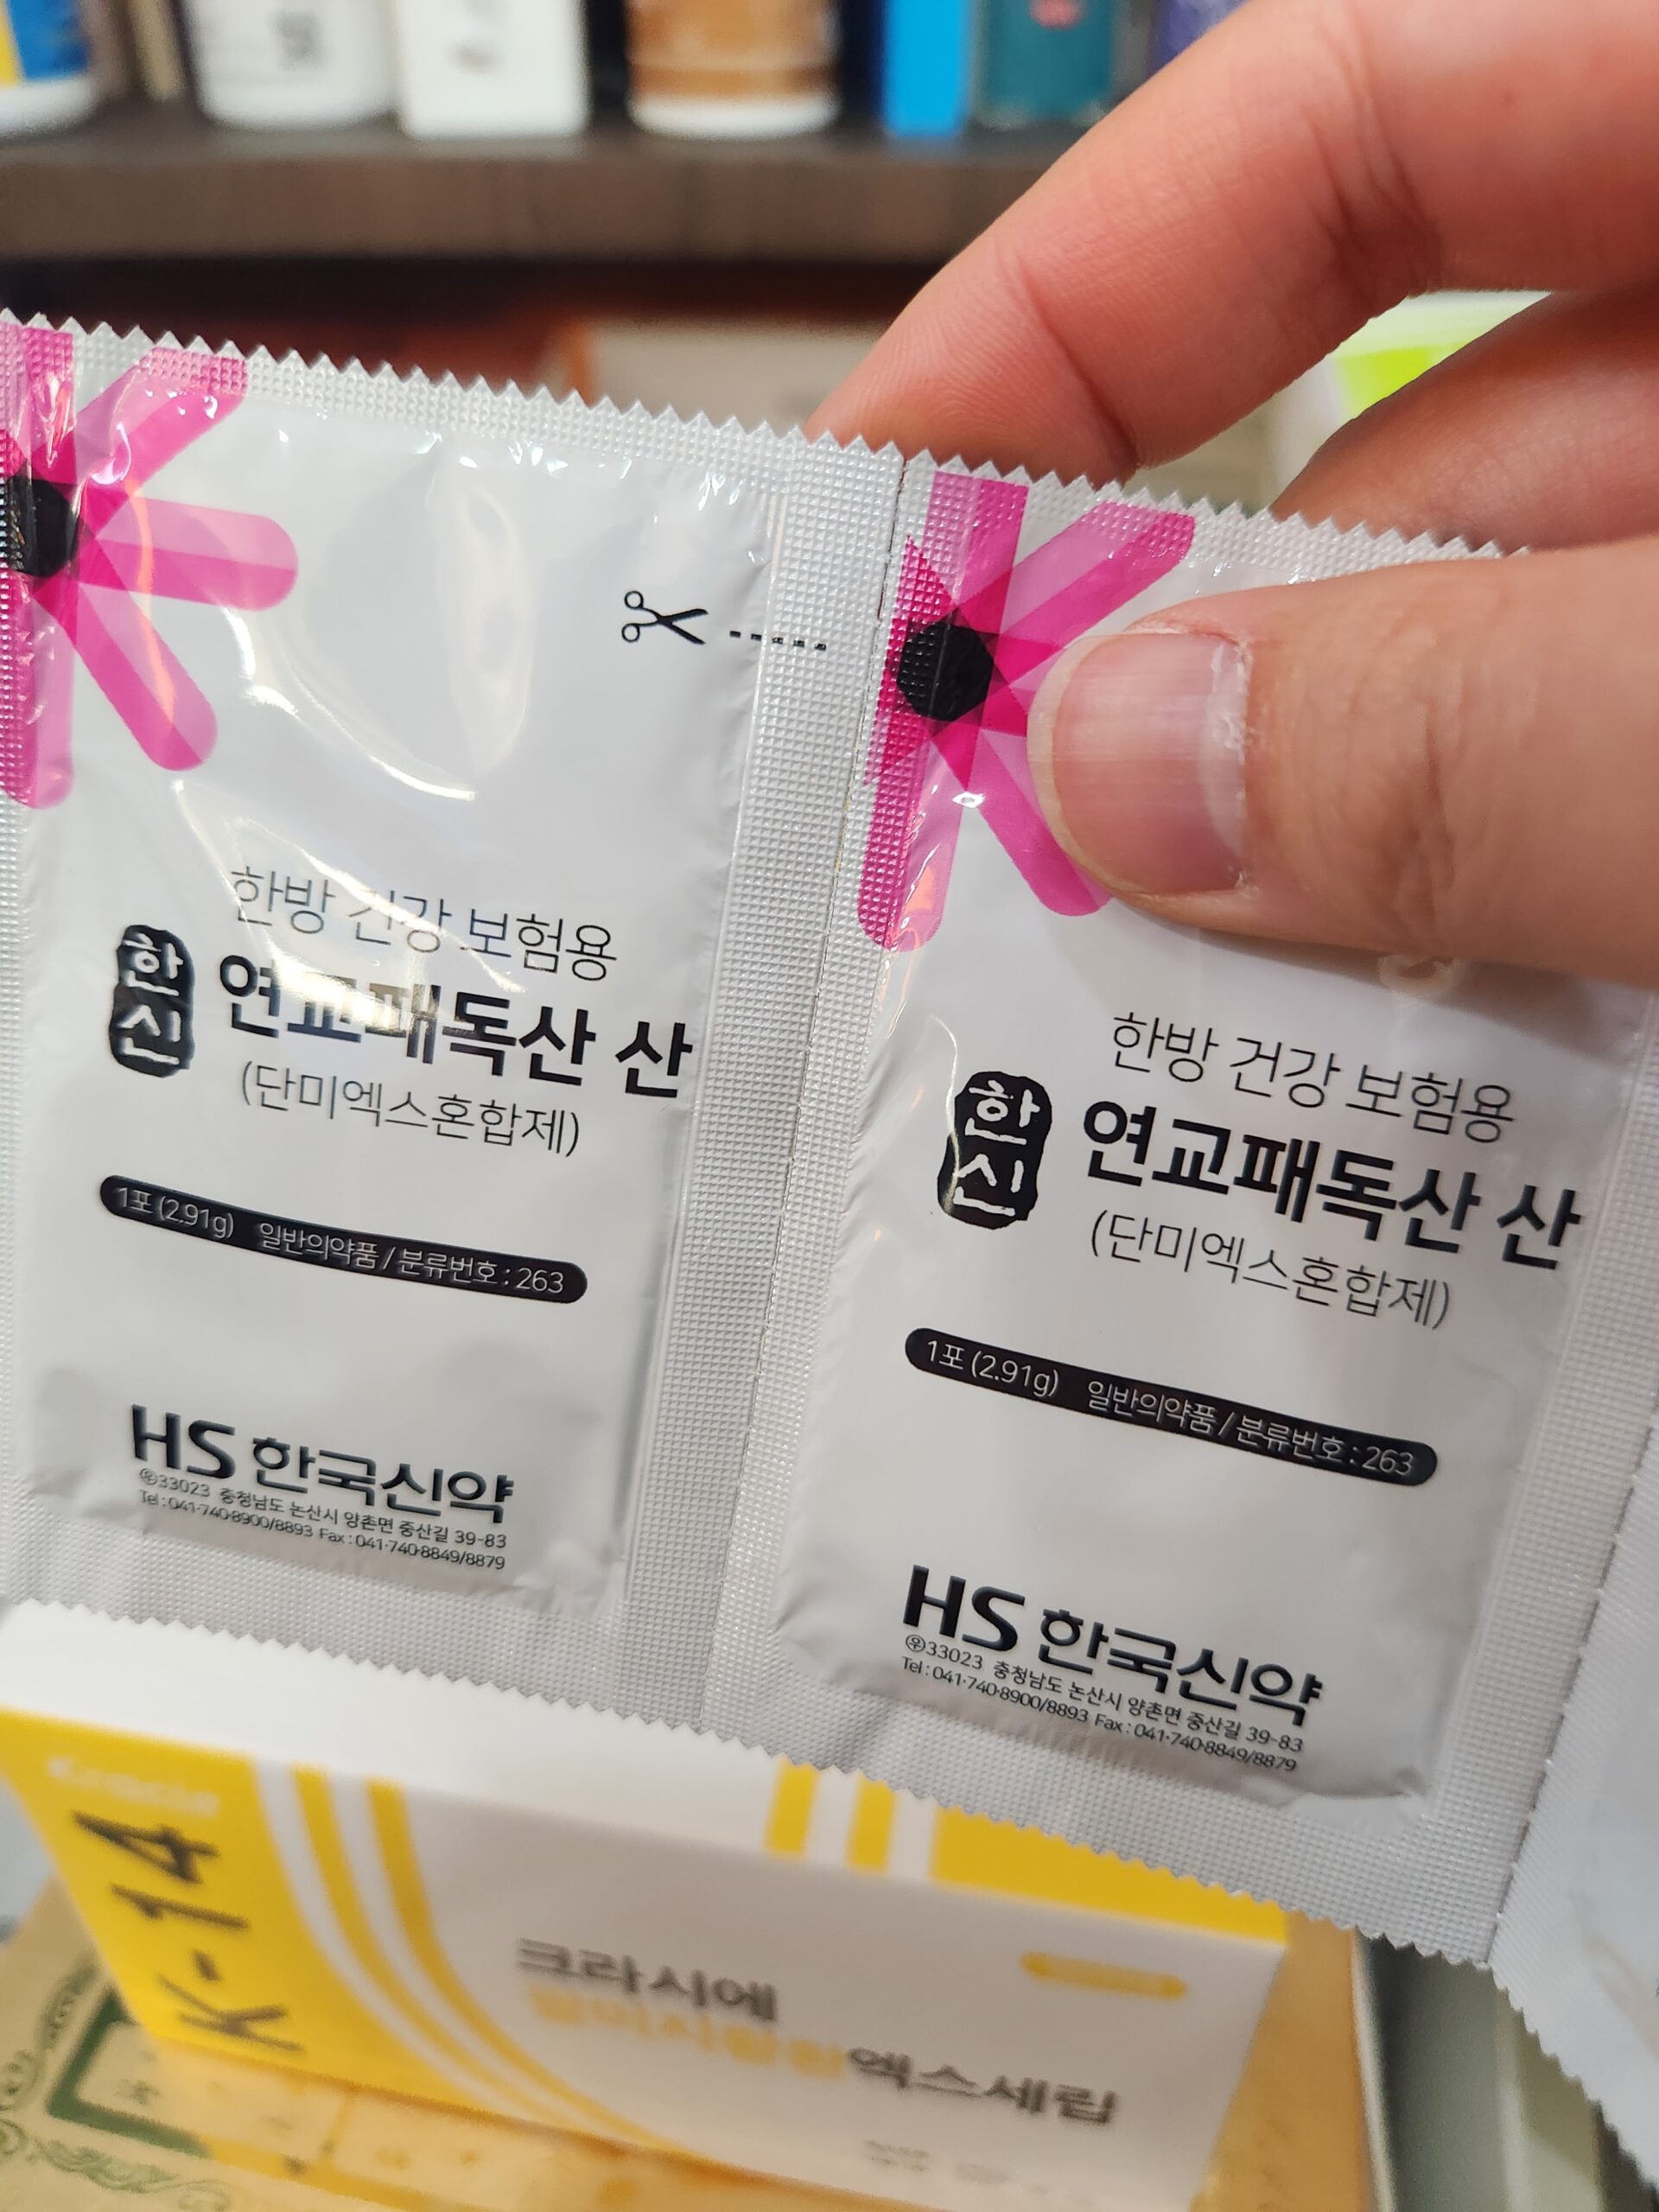 한방 건강 보험용
한신 연교패독산 산
(단미엑스혼합제)
1포 (2.91g) 일반의약품 / 분류번호 : 263
HS 한국신약
㉾33023 충청남도 논산시 양촌면 중산길 39-83
Tel : 041·740·8900/8893 Fax : 041·740·8849/8879
한방 건강 보험용
한신 연교패독산 산
(단미엑스혼합제)
1포 (2.91g) 일반의약품 / 분류번호 : 263
HS 한국신약
㉾33023 충청남도 논산시 양촌면 중산길 39-83
Tel : 041·740·8900/8893 Fax : 041·740·8849/8879
K-14
크라시에
엑스세립